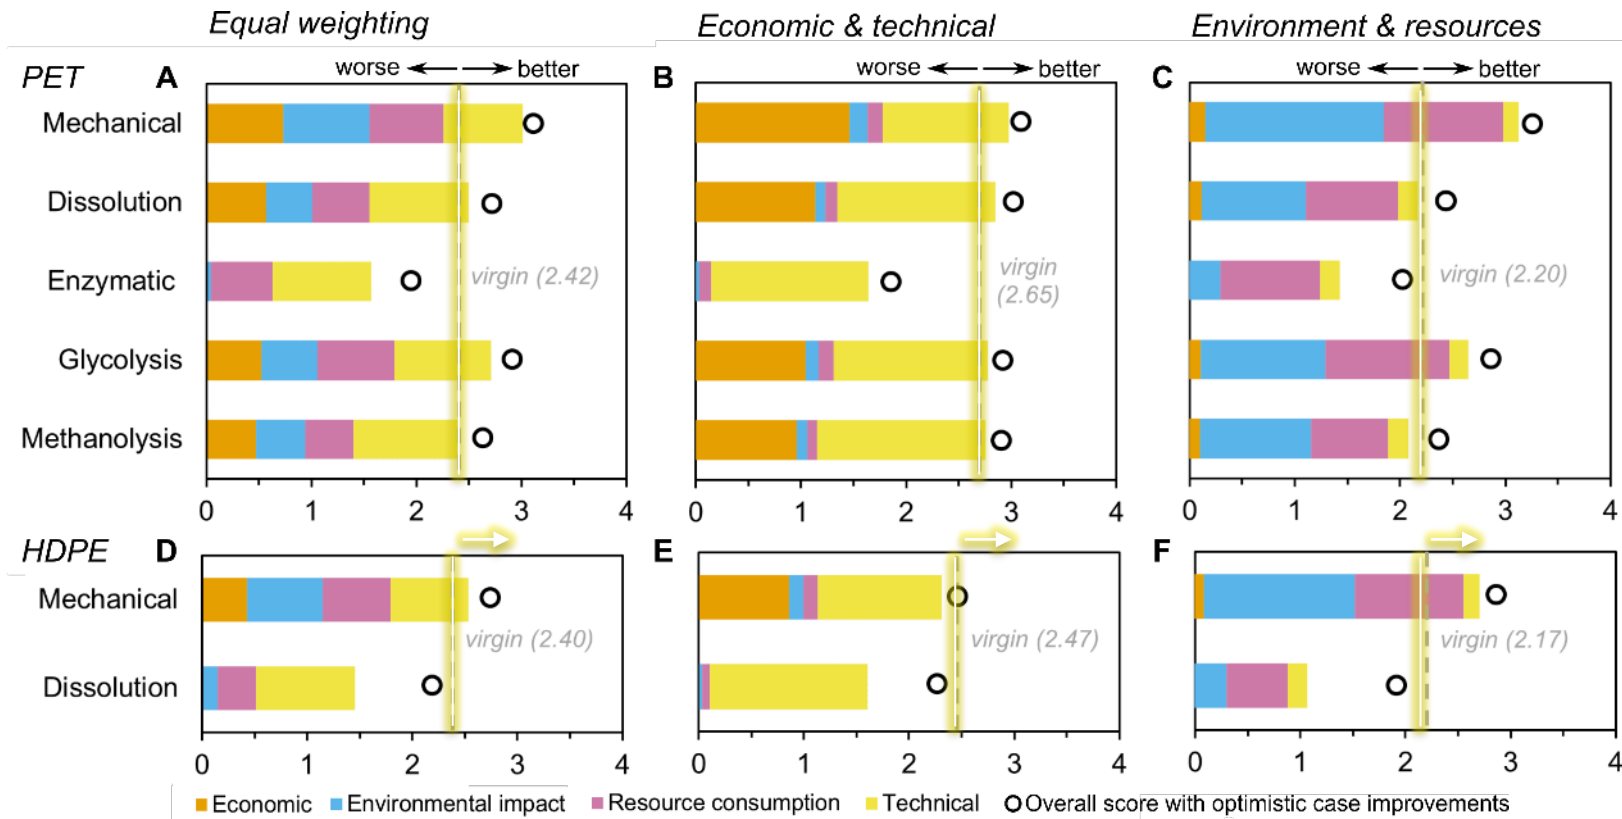 Equal weighting
Economic & technical
Environment & resources
PET
A
worse
better
B
worse
better
C
worse
better
Mechanical
Dissolution
Enzymatic
Glycolysis
Methanolysis
virgin (2.42)
virgin
(2.65)
virgin (2.20)
0 1 2 3 4
0 1 2 3 4
0 1 2 3 4
HDPE
D
E
F
Mechanical
Dissolution
virgin (2.40)
virgin (2.47)
virgin (2.17)
0 1 2 3 4
0 1 2 3 4
0 1 2 3 4
Economic Environmental impact Resource consumption Technical Overall score with optimistic case improvements